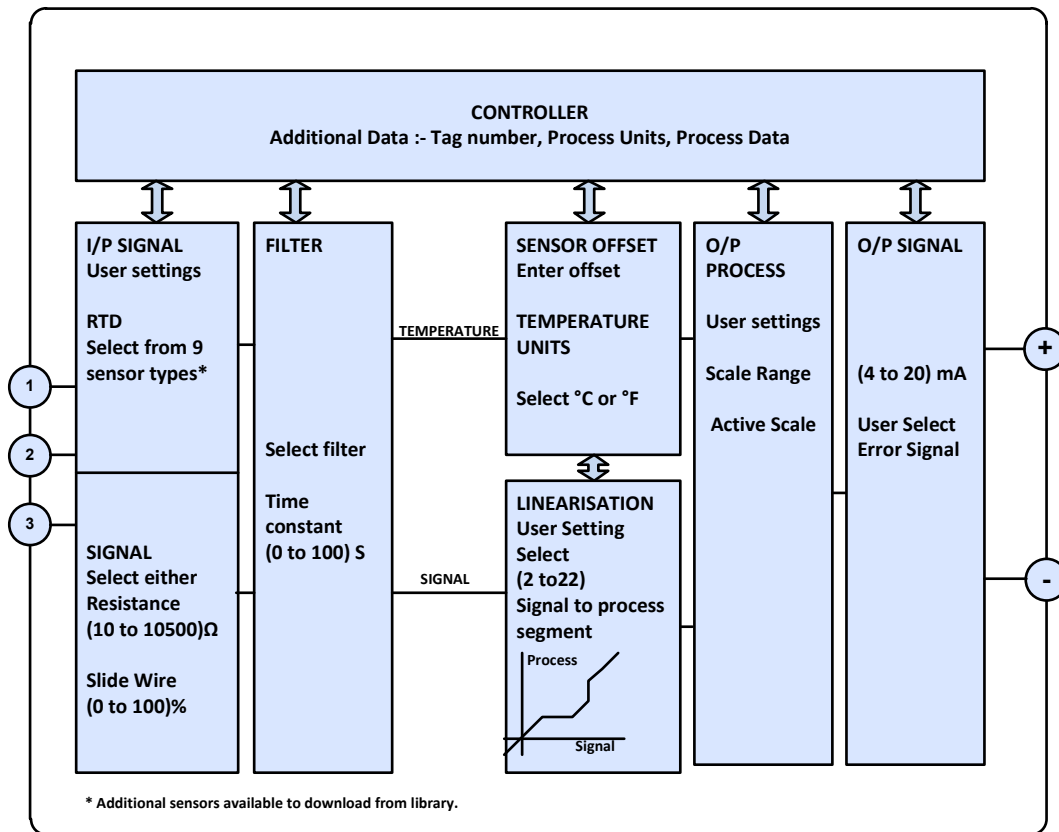 CONTROLLER
Additional Data :- Tag number, Process Units, Process Data
I/P SIGNAL
User settings
RTD
Select from 9
sensor types*
SIGNAL
Select either
Resistance
(10 to 10500)Ω
Slide Wire
(0 to 100)%
1
2
3
FILTER
Select filter
Time
constant
(0 to 100) S
TEMPERATURE
SIGNAL
SENSOR OFFSET
Enter offset
TEMPERATURE
UNITS
Select °C or °F
LINEARISATION
User Setting
Select
(2 to22)
Signal to process
segment
Process
Signal
O/P
PROCESS
User settings
Scale Range
Active Scale
O/P SIGNAL
(4 to 20) mA
User Select
Error Signal
+
-
* Additional sensors available to download from library.